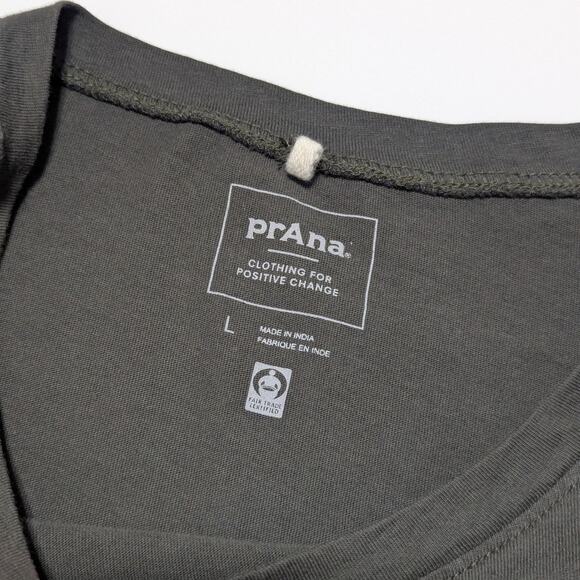 prAna®
CLOTHING FOR
POSITIVE CHANGE
L
MADE IN INDIA
FABRIQUE EN INDE
FAIR TRADE
CERTIFIED